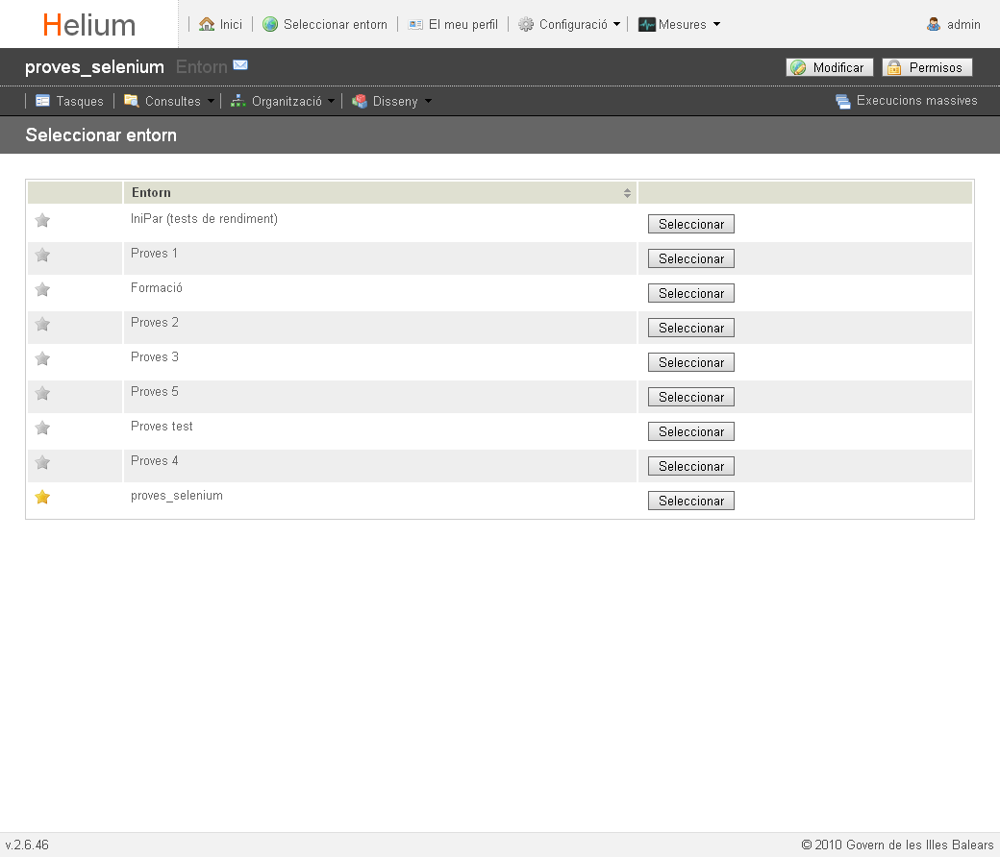 Helium Inici Seleccionar entorn El meu perfil Configuració Mesures admin
proves_selenium Entorn Modificar Permisos
Tasques Consultes Organització Disseny Execucions massives
Seleccionar entorn
Entorn
IniPar (tests de rendiment) Seleccionar
Proves 1 Seleccionar
Formació Seleccionar
Proves 2 Seleccionar
Proves 3 Seleccionar
Proves 5 Seleccionar
Proves test Seleccionar
Proves 4 Seleccionar
proves_selenium Seleccionar
v.2.6.46 © 2010 Govern de les Illes Balears